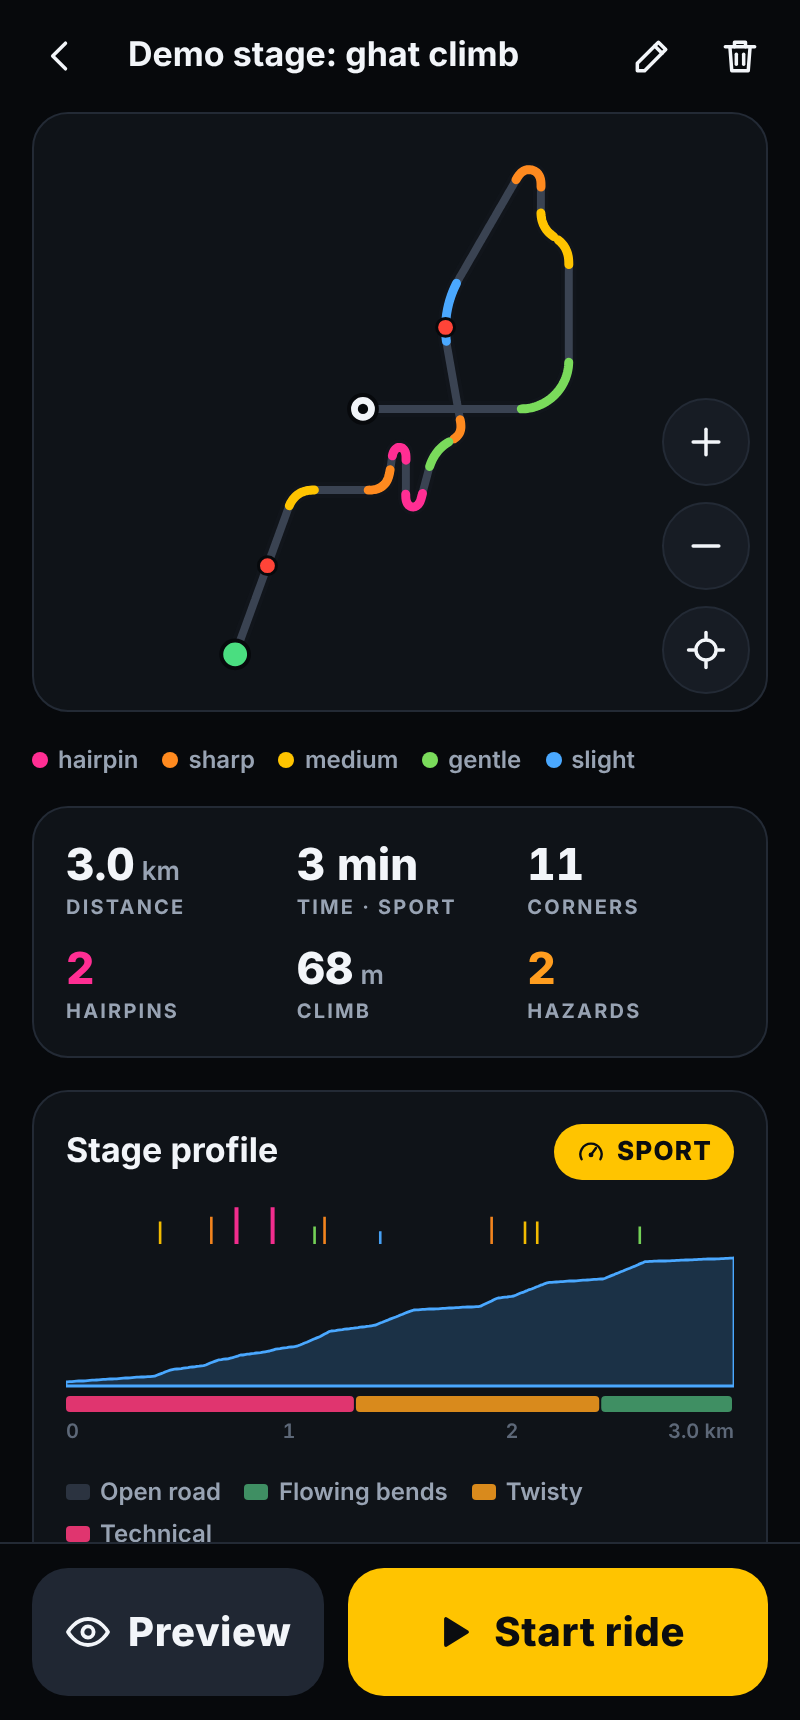 Demo stage: ghat climb
hairpin sharp medium gentle slight
3.0 km 3 min 11
DISTANCE TIME · SPORT CORNERS
2 68 m 2
HAIRPINS CLIMB HAZARDS
Stage profile SPORT
0 1 2 3.0 km
Open road Flowing bends Twisty
Technical
Preview Start ride